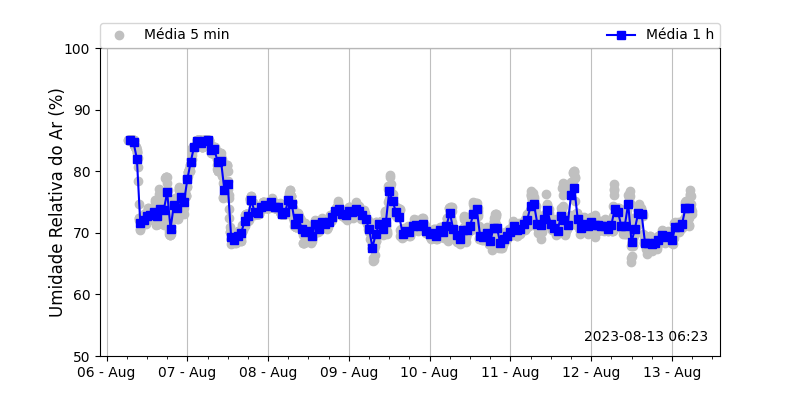 Média 5 min
Média 1 h
100
90
80
70
60
50
Umidade Relativa do Ar (%)
2023-08-13 06:23
06 - Aug
07 - Aug
08 - Aug
09 - Aug
10 - Aug
11 - Aug
12 - Aug
13 - Aug